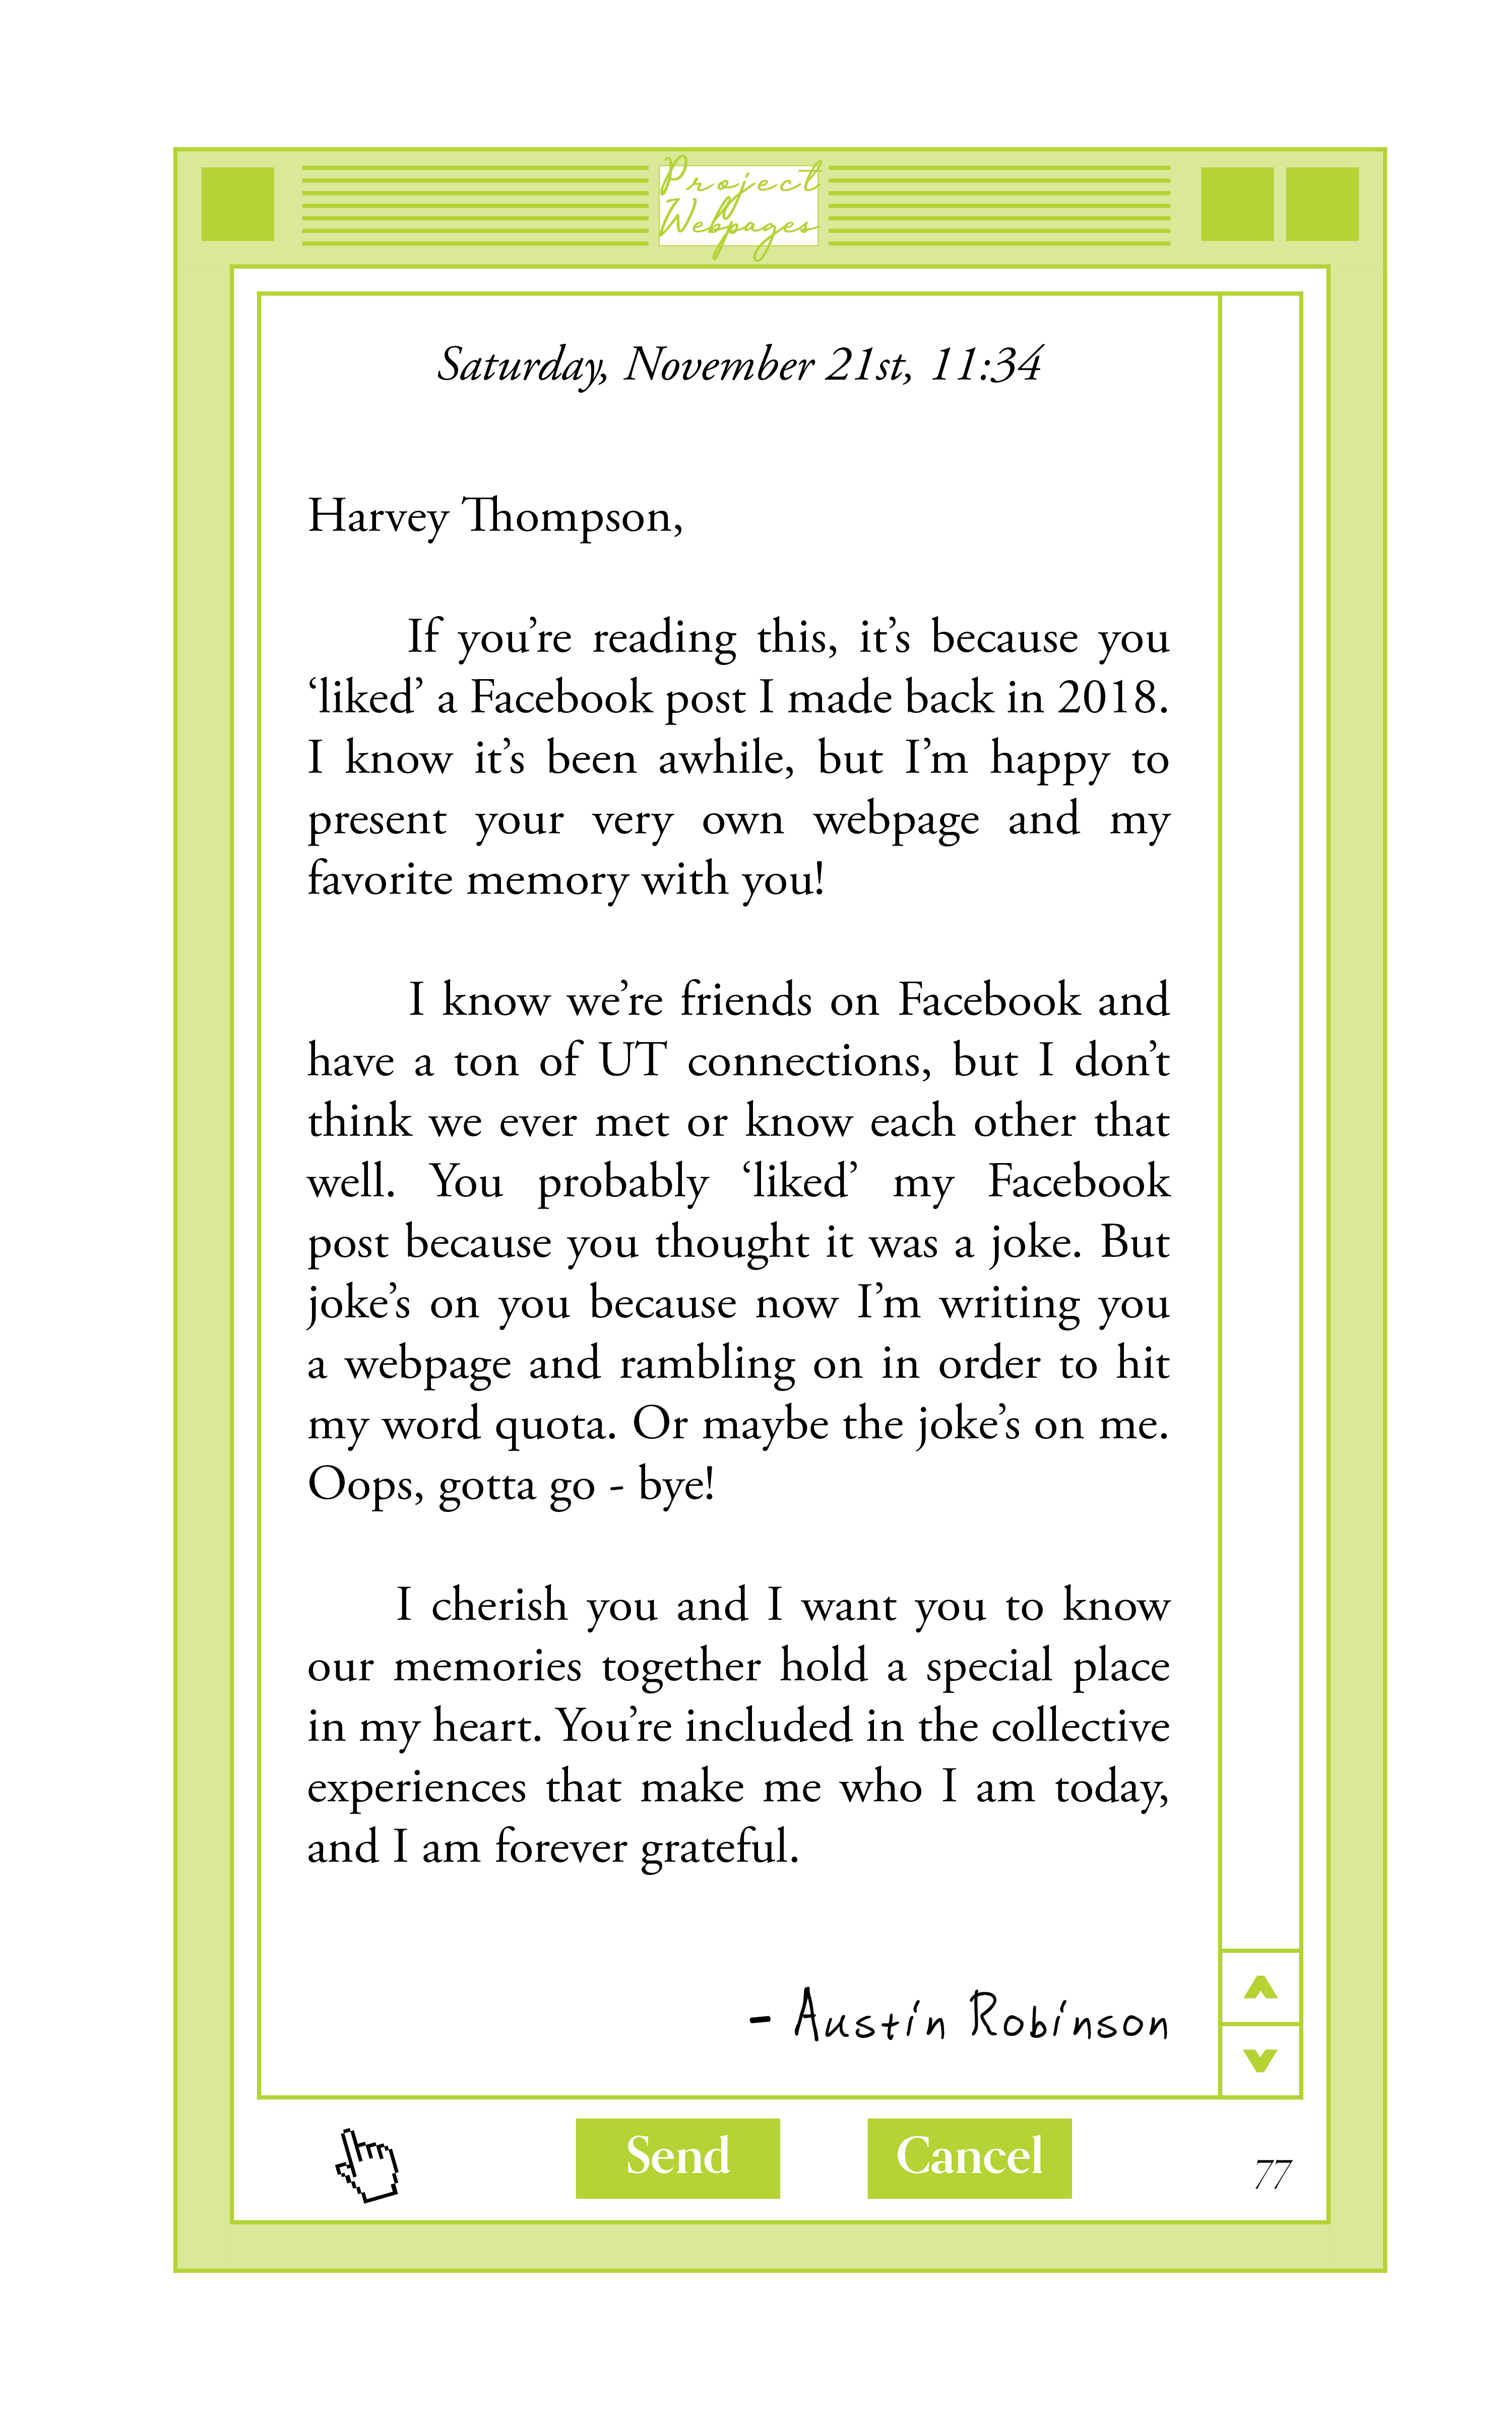 Project
Webpages
Saturday, November 21st, 11:34
Harvey Thompson,
If you’re reading this, it’s because you
‘liked’ a Facebook post I made back in 2018.
I know it’s been awhile, but I’m happy to
present your very own webpage and my
favorite memory with you!
I know we’re friends on Facebook and
have a ton of UT connections, but I don’t
think we ever met or know each other that
well. You probably ‘liked’ my Facebook
post because you thought it was a joke. But
joke’s on you because now I’m writing you
a webpage and rambling on in order to hit
my word quota. Or maybe the joke’s on me.
Oops, gotta go - bye!
I cherish you and I want you to know
our memories together hold a special place
in my heart. You’re included in the collective
experiences that make me who I am today,
and I am forever grateful.
- Austin Robinson
Send
Cancel
77